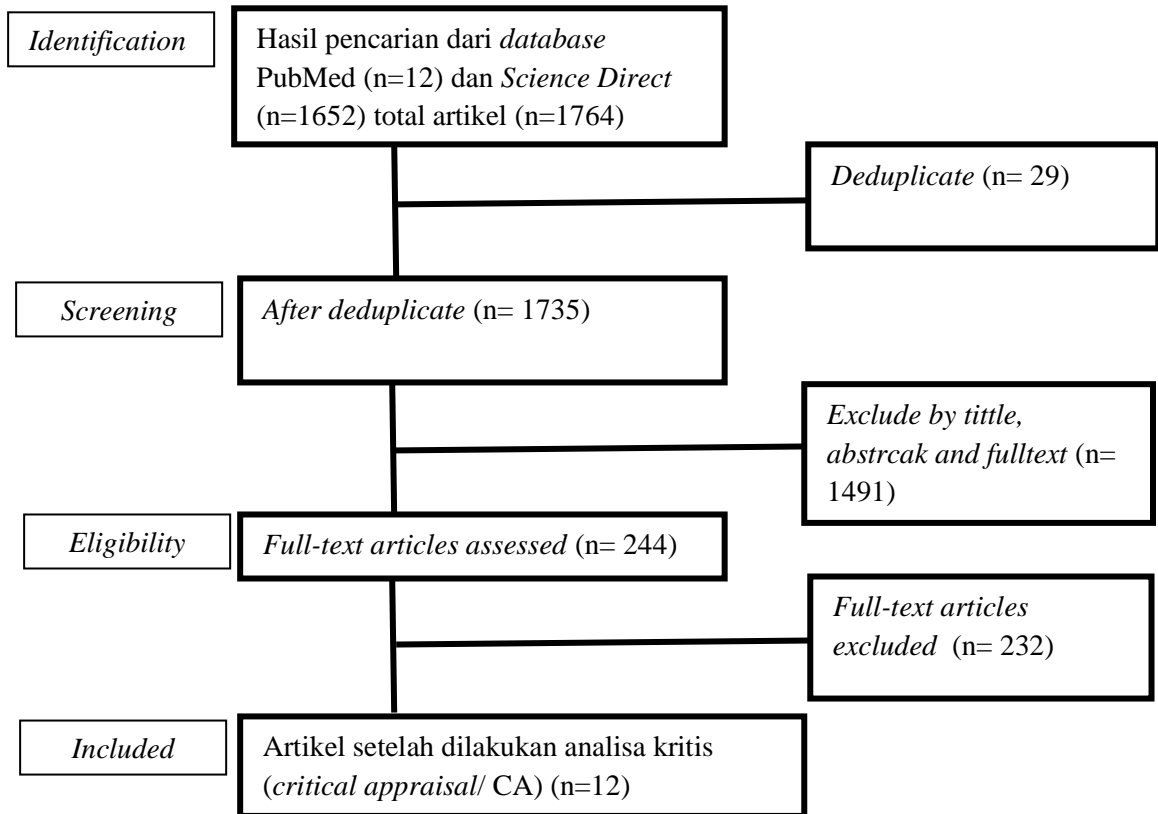 Identification
Hasil pencarian dari database
PubMed (n=12) dan Science Direct
(n=1652) total artikel (n=1764)
Deduplicate (n= 29)
Screening
After deduplicate (n= 1735)
Exclude by tittle,
abstrcak and fulltext (n=
1491)
Eligibility
Full-text articles assessed (n= 244)
Full-text articles
excluded (n= 232)
Included
Artikel setelah dilakukan analisa kritis
(critical appraisal/ CA) (n=12)